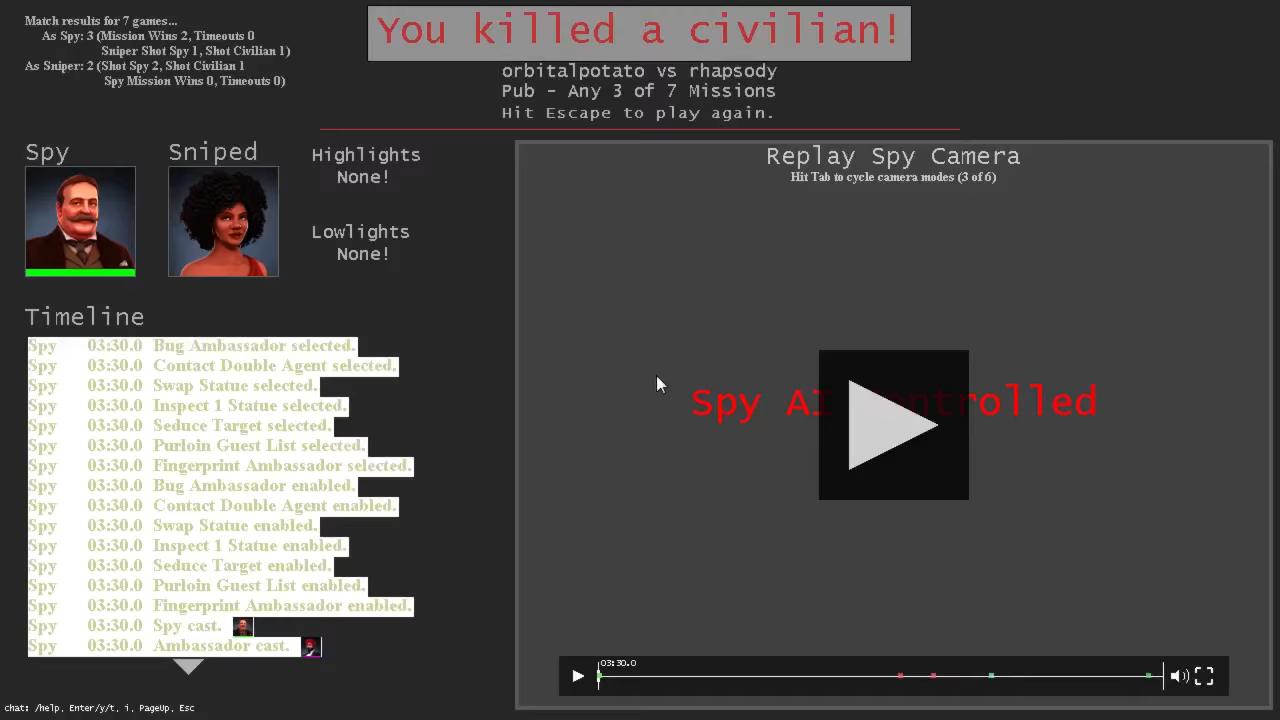 Match results for 7 games...
As Spy: 3 (Mission Wins 2, Timeouts 0
Sniper Shot Spy 1, Shot Civilian 1)
As Sniper: 2 (Shot Spy 2, Shot Civilian 1
Spy Mission Wins 0, Timeouts 0)
You killed a civilian!
orbitalpotato vs rhapsody
Pub - Any 3 of 7 Missions
Hit Escape to play again.
Spy
Sniped
Highlights
None!
Lowlights
None!
Timeline
Spy 03:30.0 Bug Ambassador selected.
Spy 03:30.0 Contact Double Agent selected.
Spy 03:30.0 Swap Statue selected.
Spy 03:30.0 Inspect 1 Statue selected.
Spy 03:30.0 Seduce Target selected.
Spy 03:30.0 Purloin Guest List selected.
Spy 03:30.0 Fingerprint Ambassador selected.
Spy 03:30.0 Bug Ambassador enabled.
Spy 03:30.0 Contact Double Agent enabled.
Spy 03:30.0 Swap Statue enabled.
Spy 03:30.0 Inspect 1 Statue enabled.
Spy 03:30.0 Seduce Target enabled.
Spy 03:30.0 Purloin Guest List enabled.
Spy 03:30.0 Fingerprint Ambassador enabled.
Spy 03:30.0 Spy cast.
Spy 03:30.0 Ambassador cast.
Replay Spy Camera
Hit Tab to cycle camera modes (3 of 6)
Spy AI Controlled
03:30.0
chat: /help, Enter/y/t, i, PageUp, Esc